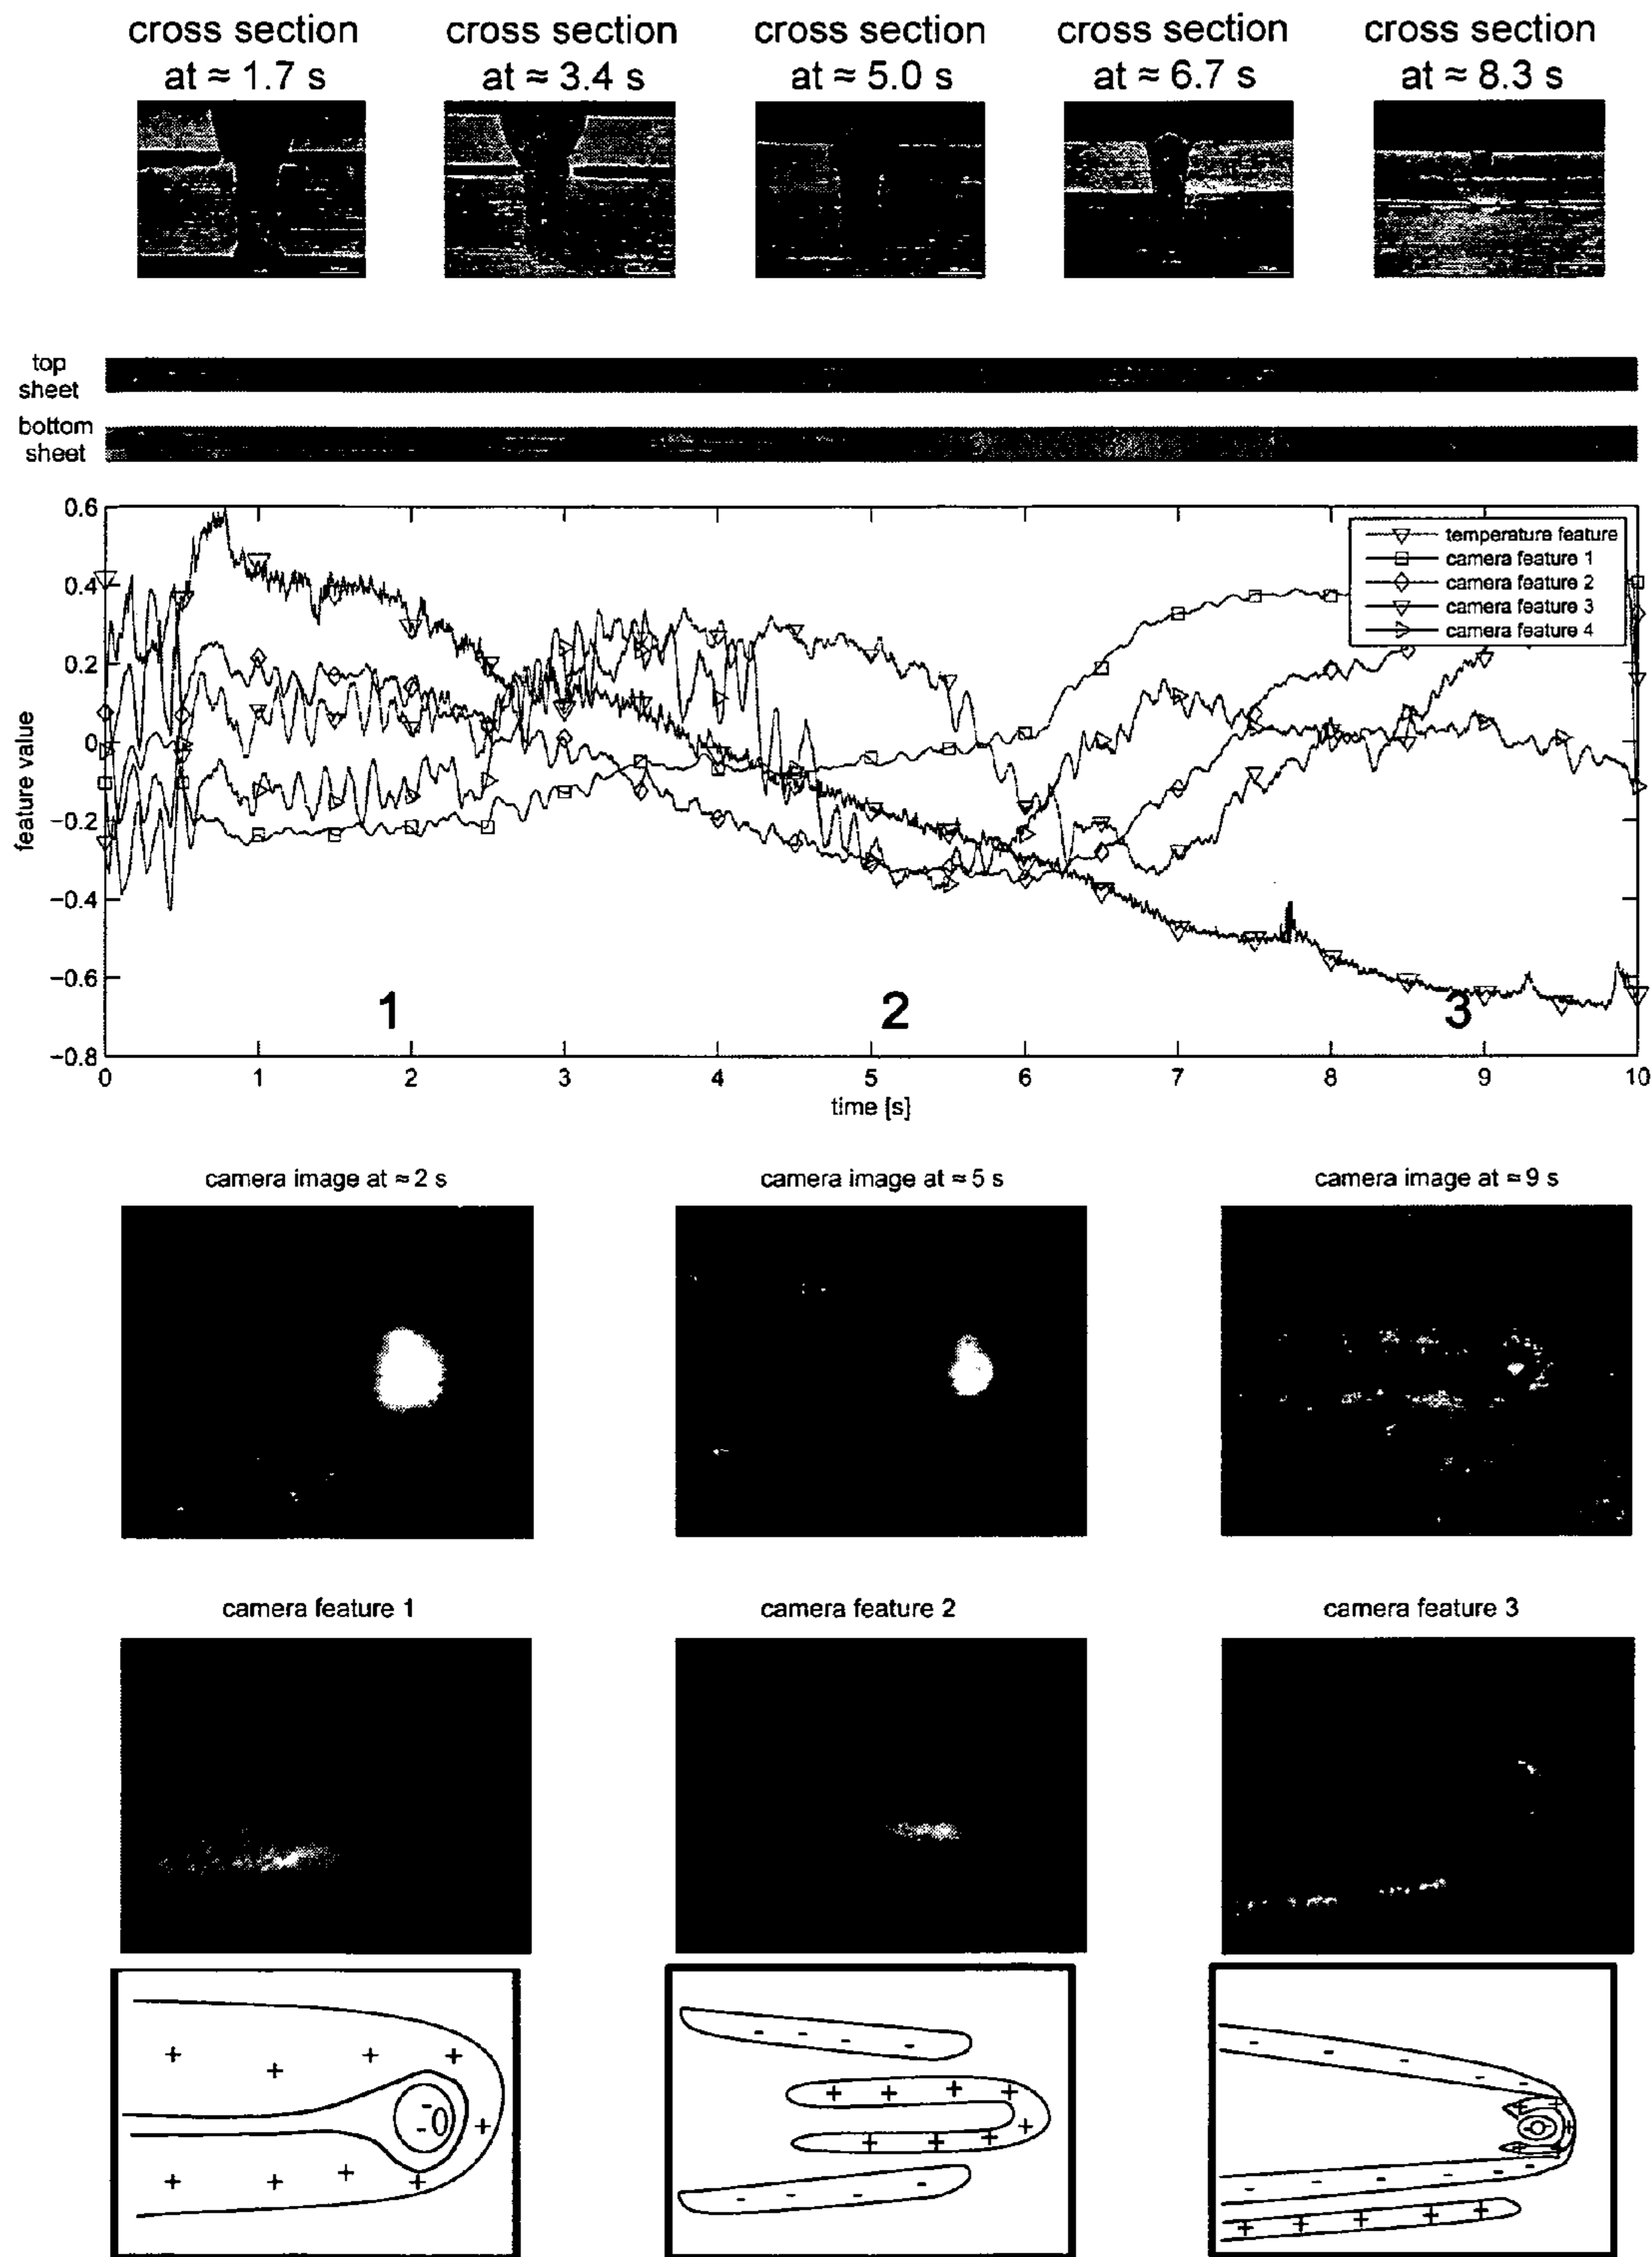 cross section
at ≈ 1.7 s
cross section
at ≈ 3.4 s
cross section
at ≈ 5.0 s
cross section
at ≈ 6.7 s
cross section
at ≈ 8.3 s
top
sheet
bottom
sheet
feature value
0.6
0.4
0.2
0
−0.2
−0.4
−0.6
−0.8
temperature feature
camera feature 1
camera feature 2
camera feature 3
camera feature 4
1
2
3
0 1 2 3 4 5 6 7 8 9 10
time [s]
camera image at ≈ 2 s
camera image at ≈ 5 s
camera image at ≈ 9 s
camera feature 1
camera feature 2
camera feature 3